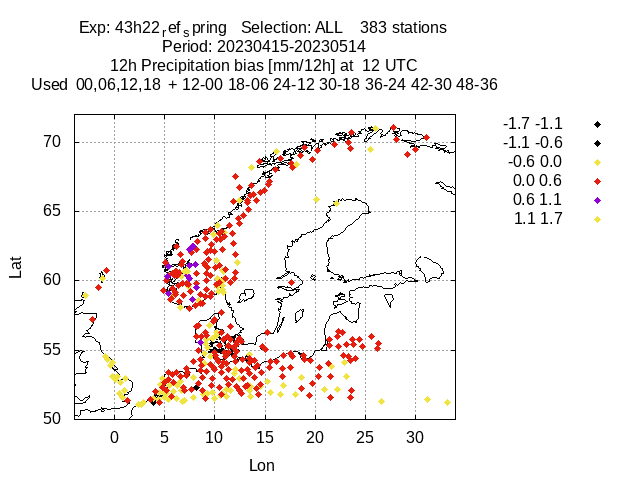 Exp: 43h22ref_spring   Selection: ALL    383 stations
Period: 20230415-20230514
12h Precipitation bias [mm/12h] at  12 UTC
Used  00,06,12,18  + 12-00 18-06 24-12 30-18 36-24 42-30 48-36
-1.7 -1.1
-1.1 -0.6
-0.6 0.0
0.0 0.6
0.6 1.1
1.1 1.7
70
65
60
55
50
Lat
0 5 10 15 20 25 30
Lon